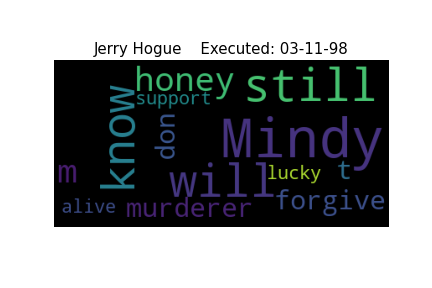 Jerry Hogue    Executed: 03-11-98
honey
still
support
know
don
Mindy
m
will
lucky
t
alive
murderer
forgive